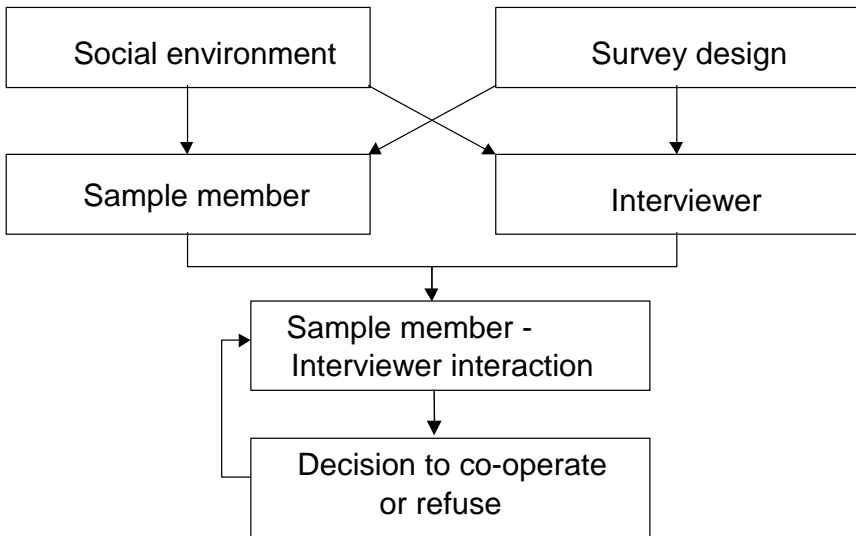 Social environment
Survey design
Sample member
Interviewer
Sample member -
Interviewer interaction
Decision to co-operate
or refuse